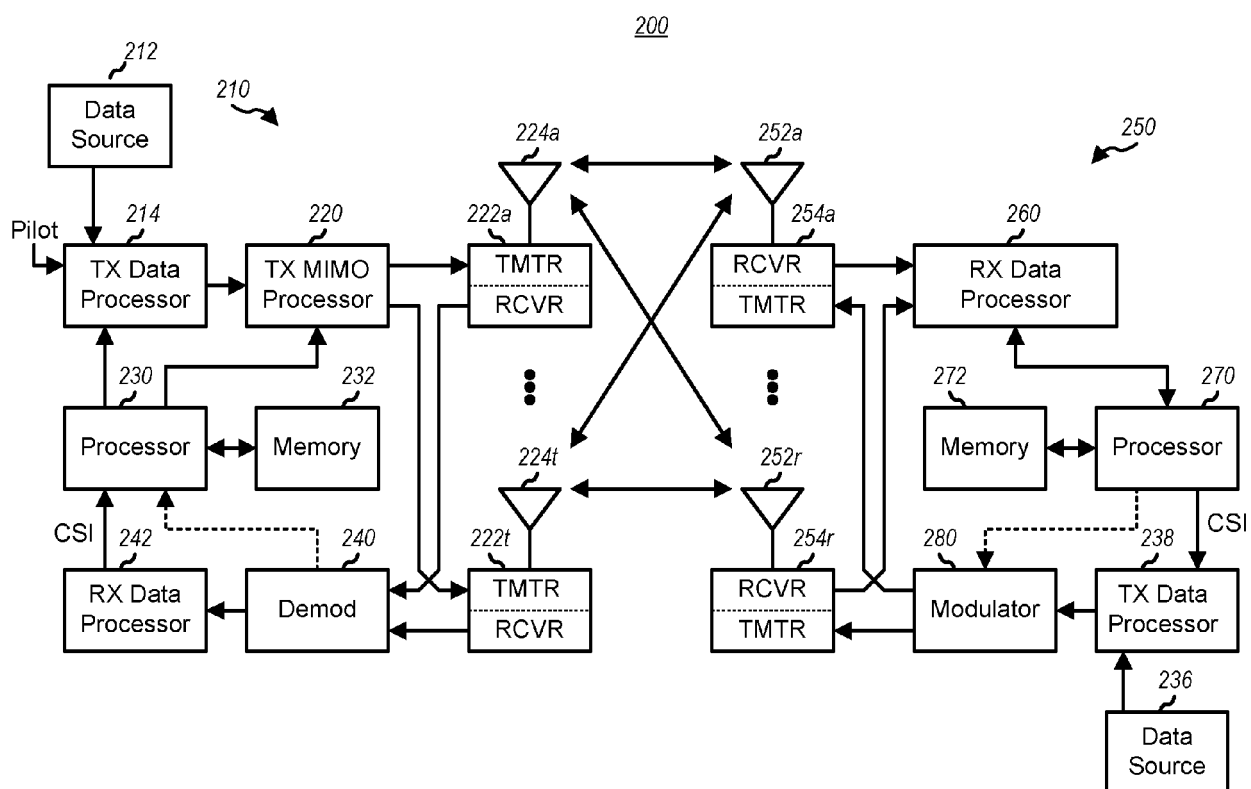 200
212
Data
Source
210
224a
252a
250
Pilot
214
TX Data
Processor
220
TX MIMO
Processor
222a
TMTR
RCVR
254a
RCVR
TMTR
260
RX Data
Processor
230
Processor
232
Memory
272
Memory
270
Processor
224t
252r
CSI
CSI
242
RX Data
Processor
240
Demod
222t
TMTR
RCVR
254r
RCVR
TMTR
280
Modulator
238
TX Data
Processor
236
Data
Source